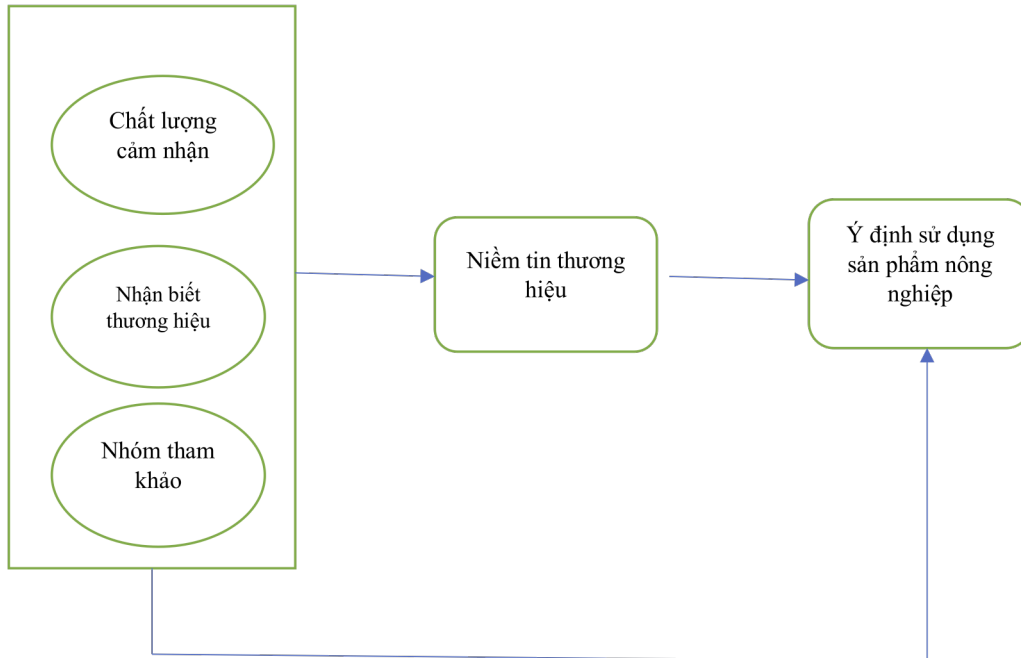 Chất lượng
cảm nhận
Nhận biết
thương hiệu
Nhóm tham
khảo
Niềm tin thương
hiệu
Ý định sử dụng
sản phẩm nông
nghiệp